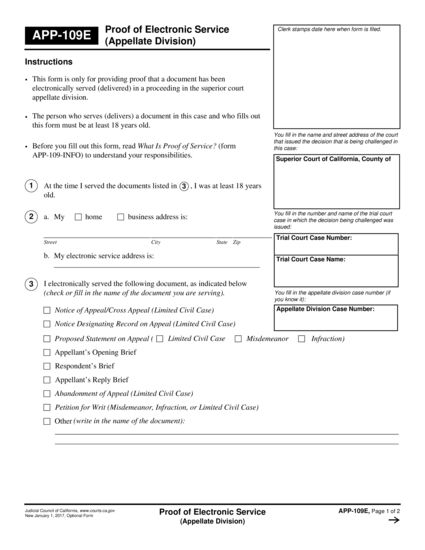 APP-109E
Proof of Electronic Service
(Appellate Division)
Clerk stamps date here when form is filed.
Instructions
• This form is only for providing proof that a document has been
electronically served (delivered) in a proceeding in the superior court
appellate division.
• The person who serves (delivers) a document in this case and who fills out
this form must be at least 18 years old.
• Before you fill out this form, read What Is Proof of Service? (form
APP-109-INFO) to understand your responsibilities.
You fill in the name and street address of the court
that issued the decision that is being challenged in
this case:
Superior Court of California, County of
1 At the time I served the documents listed in 3, I was at least 18 years
old.
2 a. My home business address is:
Street City State Zip
b. My electronic service address is:
You fill in the number and name of the trial court
case in which the decision being challenged was
issued:
Trial Court Case Number:
Trial Court Case Name:
3 I electronically served the following document, as indicated below
(check or fill in the name of the document you are serving).
You fill in the appellate division case number (if
you know it):
Appellate Division Case Number:
Notice of Appeal/Cross Appeal (Limited Civil Case)
Notice Designating Record on Appeal (Limited Civil Case)
Proposed Statement on Appeal ( Limited Civil Case Misdemeanor Infraction)
Appellant's Opening Brief
Respondent's Brief
Appellant's Reply Brief
Abandonment of Appeal (Limited Civil Case)
Petition for Writ (Misdemeanor, Infraction, or Limited Civil Case)
Other (write in the name of the document):
Judicial Council of California, www.courts.ca.gov
New January 1, 2017, Optional Form
Proof of Electronic Service
(Appellate Division)
APP-109E, Page 1 of 2